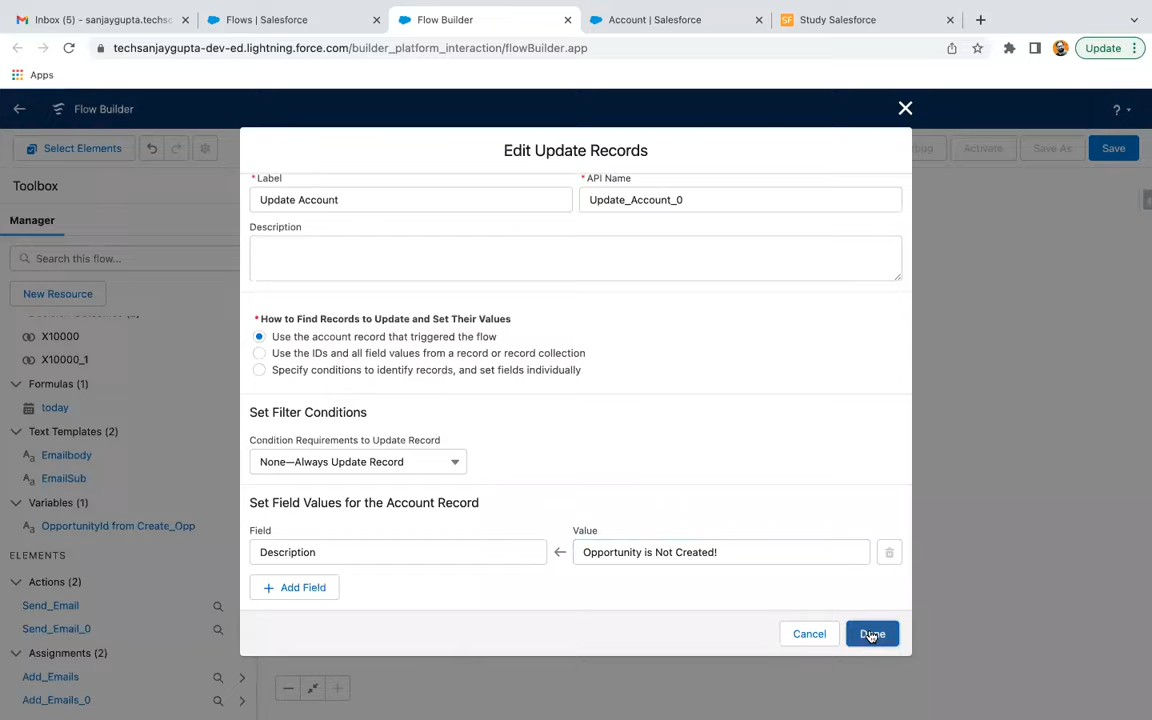 Inbox (5) - sanjaygupta.techsc
Flows | Salesforce
Flow Builder
Account | Salesforce
SF Study Salesforce
techsanjaygupta-dev-ed.lightning.force.com/builder_platform_interaction/flowBuilder.app
Update
Apps
Flow Builder
?
Select Elements
Edit Update Records
bug
Activate
Save As
Save
Toolbox
Manager
Search this flow...
New Resource
X10000
X10000_1
Formulas (1)
today
Text Templates (2)
Emailbody
EmailSub
Variables (1)
OpportunityId from Create_Opp
ELEMENTS
Actions (2)
Send_Email
Send_Email_0
Assignments (2)
Add_Emails
Add_Emails_0
*Label
*API Name
Update Account
Update_Account_0
Description
*How to Find Records to Update and Set Their Values
Use the account record that triggered the flow
Use the IDs and all field values from a record or record collection
Specify conditions to identify records, and set fields individually
Set Filter Conditions
Condition Requirements to Update Record
None—Always Update Record
Set Field Values for the Account Record
Field
Value
Description
Opportunity is Not Created!
+ Add Field
Cancel
Done